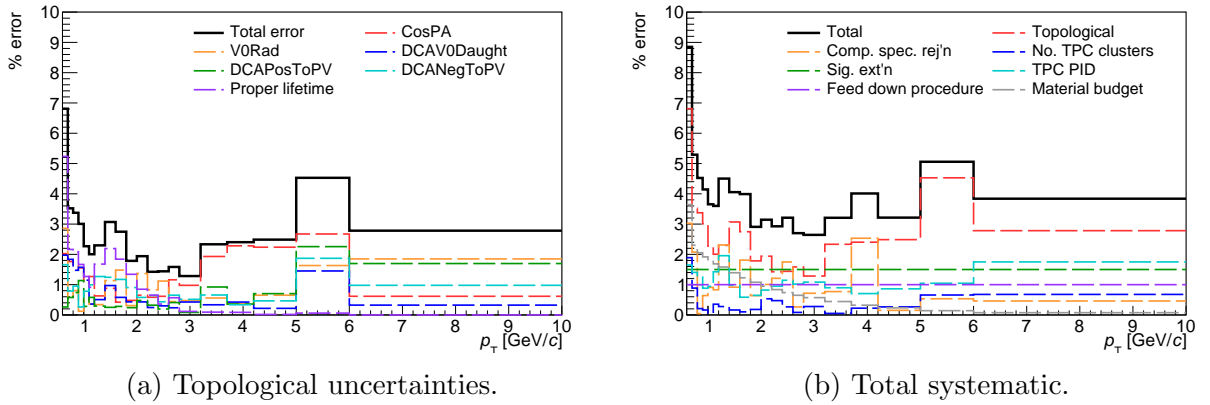 % error
10
9
8
7
6
5
4
3
2
1
0
Total error
CosPA
V0Rad
DCAV0Daught
DCAPosToPV
DCANegToPV
Proper lifetime
1 2 3 4 5 6 7 8 9 10
p_T [GeV/c]
(a) Topological uncertainties.
% error
10
9
8
7
6
5
4
3
2
1
0
Total
Topological
Comp. spec. rej'n
No. TPC clusters
Sig. ext'n
TPC PID
Feed down procedure
Material budget
1 2 3 4 5 6 7 8 9 10
p_T [GeV/c]
(b) Total systematic.